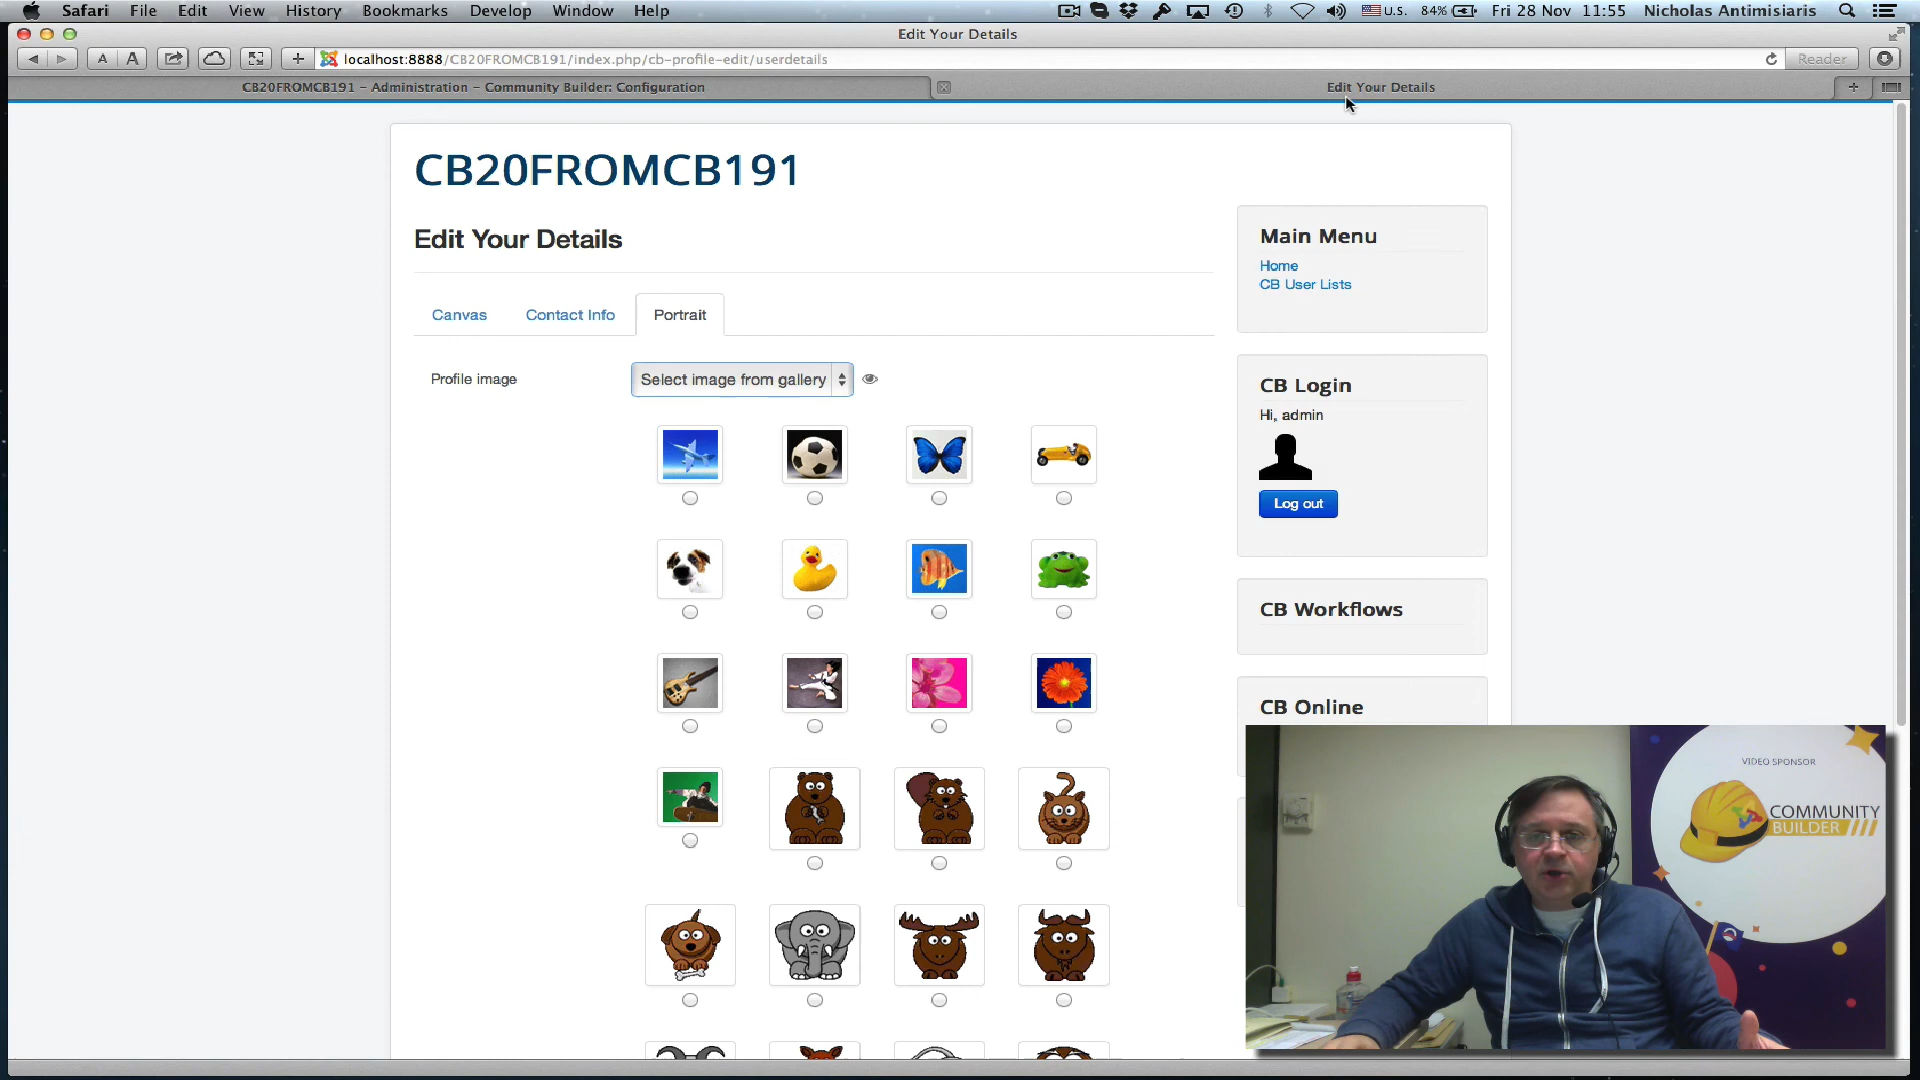 Safari File Edit View History Bookmarks Develop Window Help U.S. 84% Fri 28 Nov 11:55 Nicholas Antimisiaris
Edit Your Details
A A localhost:8888/CB20FROMCB191/index.php/cb-profile-edit/userdetails Reader
CB20FROMCB191 – Administration – Community Builder: Configuration
Edit Your Details
CB20FROMCB191
Edit Your Details
Canvas Contact Info Portrait
Profile image Select image from gallery
Main Menu
Home
CB User Lists
CB Login
Hi, admin
Log out
CB Workflows
CB Online
VIDEO SPONSOR
COMMUNITY
BUILDER